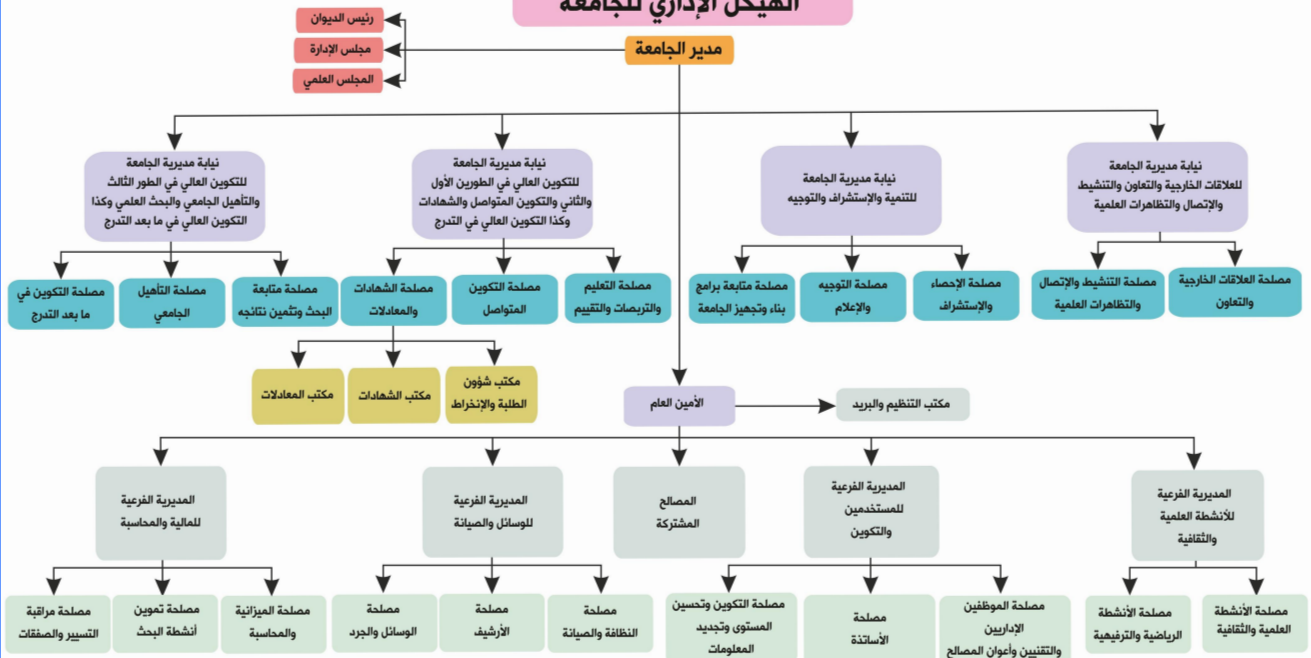 الهيكل الإداري للجامعة
مدير الجامعة
رئيس الديوان
مجلس الإدارة
المجلس العلمي
نيابة مديرية الجامعة
للعلاقات الخارجية والتعاون والتنشيط
والإتصال والتظاهرات العلمية
نيابة مديرية الجامعة
للتنمية والإستشراف والتوجيه
نيابة مديرية الجامعة
للتكوين العالي في الطورين الأول
والثاني والتكوين المتواصل والشهادات
وكذا التكوين العالي في التدرج
نيابة مديرية الجامعة
للتكوين العالي في الطور الثالث
والتأهيل الجامعي والبحث العلمي وكذا
التكوين العالي في ما بعد التدرج
مصلحة العلاقات الخارجية
والتعاون
مصلحة التنشيط والإتصال
والتظاهرات العلمية
مصلحة الإحصاء
والإستشراف
مصلحة التوجيه
والإعلام
مصلحة متابعة برامج
بناء وتجهيز الجامعة
مصلحة التعليم
والتربصات والتقييم
مصلحة التكوين
المتواصل
مصلحة الشهادات
والمعادلات
مصلحة متابعة
البحث وتثمين نتائجه
مصلحة التأهيل
الجامعي
مصلحة التكوين في
ما بعد التدرج
مكتب شؤون
الطلبة والإنخراط
مكتب الشهادات
مكتب المعادلات
الأمين العام
مكتب التنظيم والبريد
المديرية الفرعية
للأنشطة العلمية
والثقافية
المديرية الفرعية
للمستخدمين
والتكوين
المصالح
المشتركة
المديرية الفرعية
للوسائل والصيانة
المديرية الفرعية
للمالية والمحاسبة
مصلحة الأنشطة
العلمية والثقافية
مصلحة الأنشطة
الرياضية والترفيهية
مصلحة الموظفين
الإداريين
والتقنيين وأعوان المصالح
مصلحة
الأساتذة
مصلحة التكوين وتحسين
المستوى وتجديد
المعلومات
مصلحة
النظافة والصيانة
مصلحة
الأرشيف
مصلحة
الوسائل والجرد
مصلحة الميزانية
والمحاسبة
مصلحة تموين
أنشطة البحث
مصلحة مراقبة
التسيير والصفقات